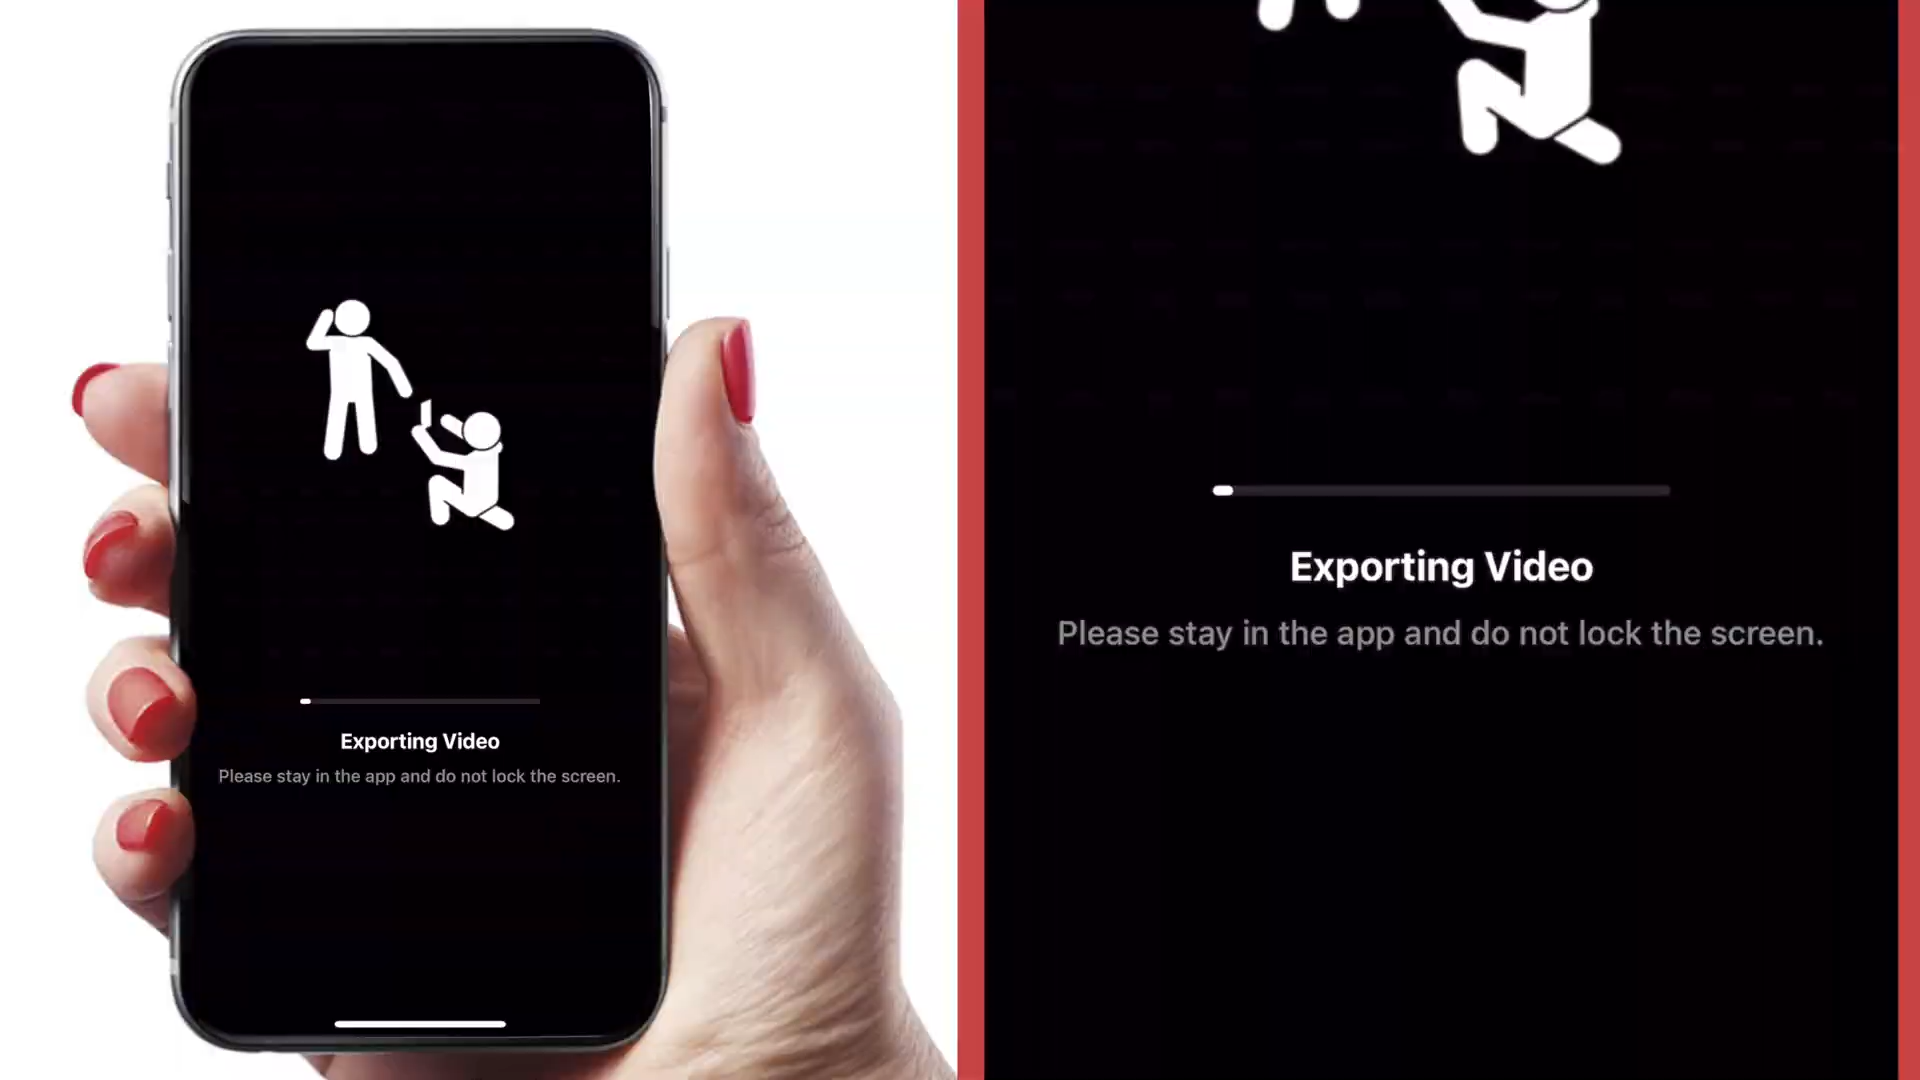 Exporting Video
Please stay in the app and do not lock the screen.
Exporting Video
Please stay in the app and do not lock the screen.